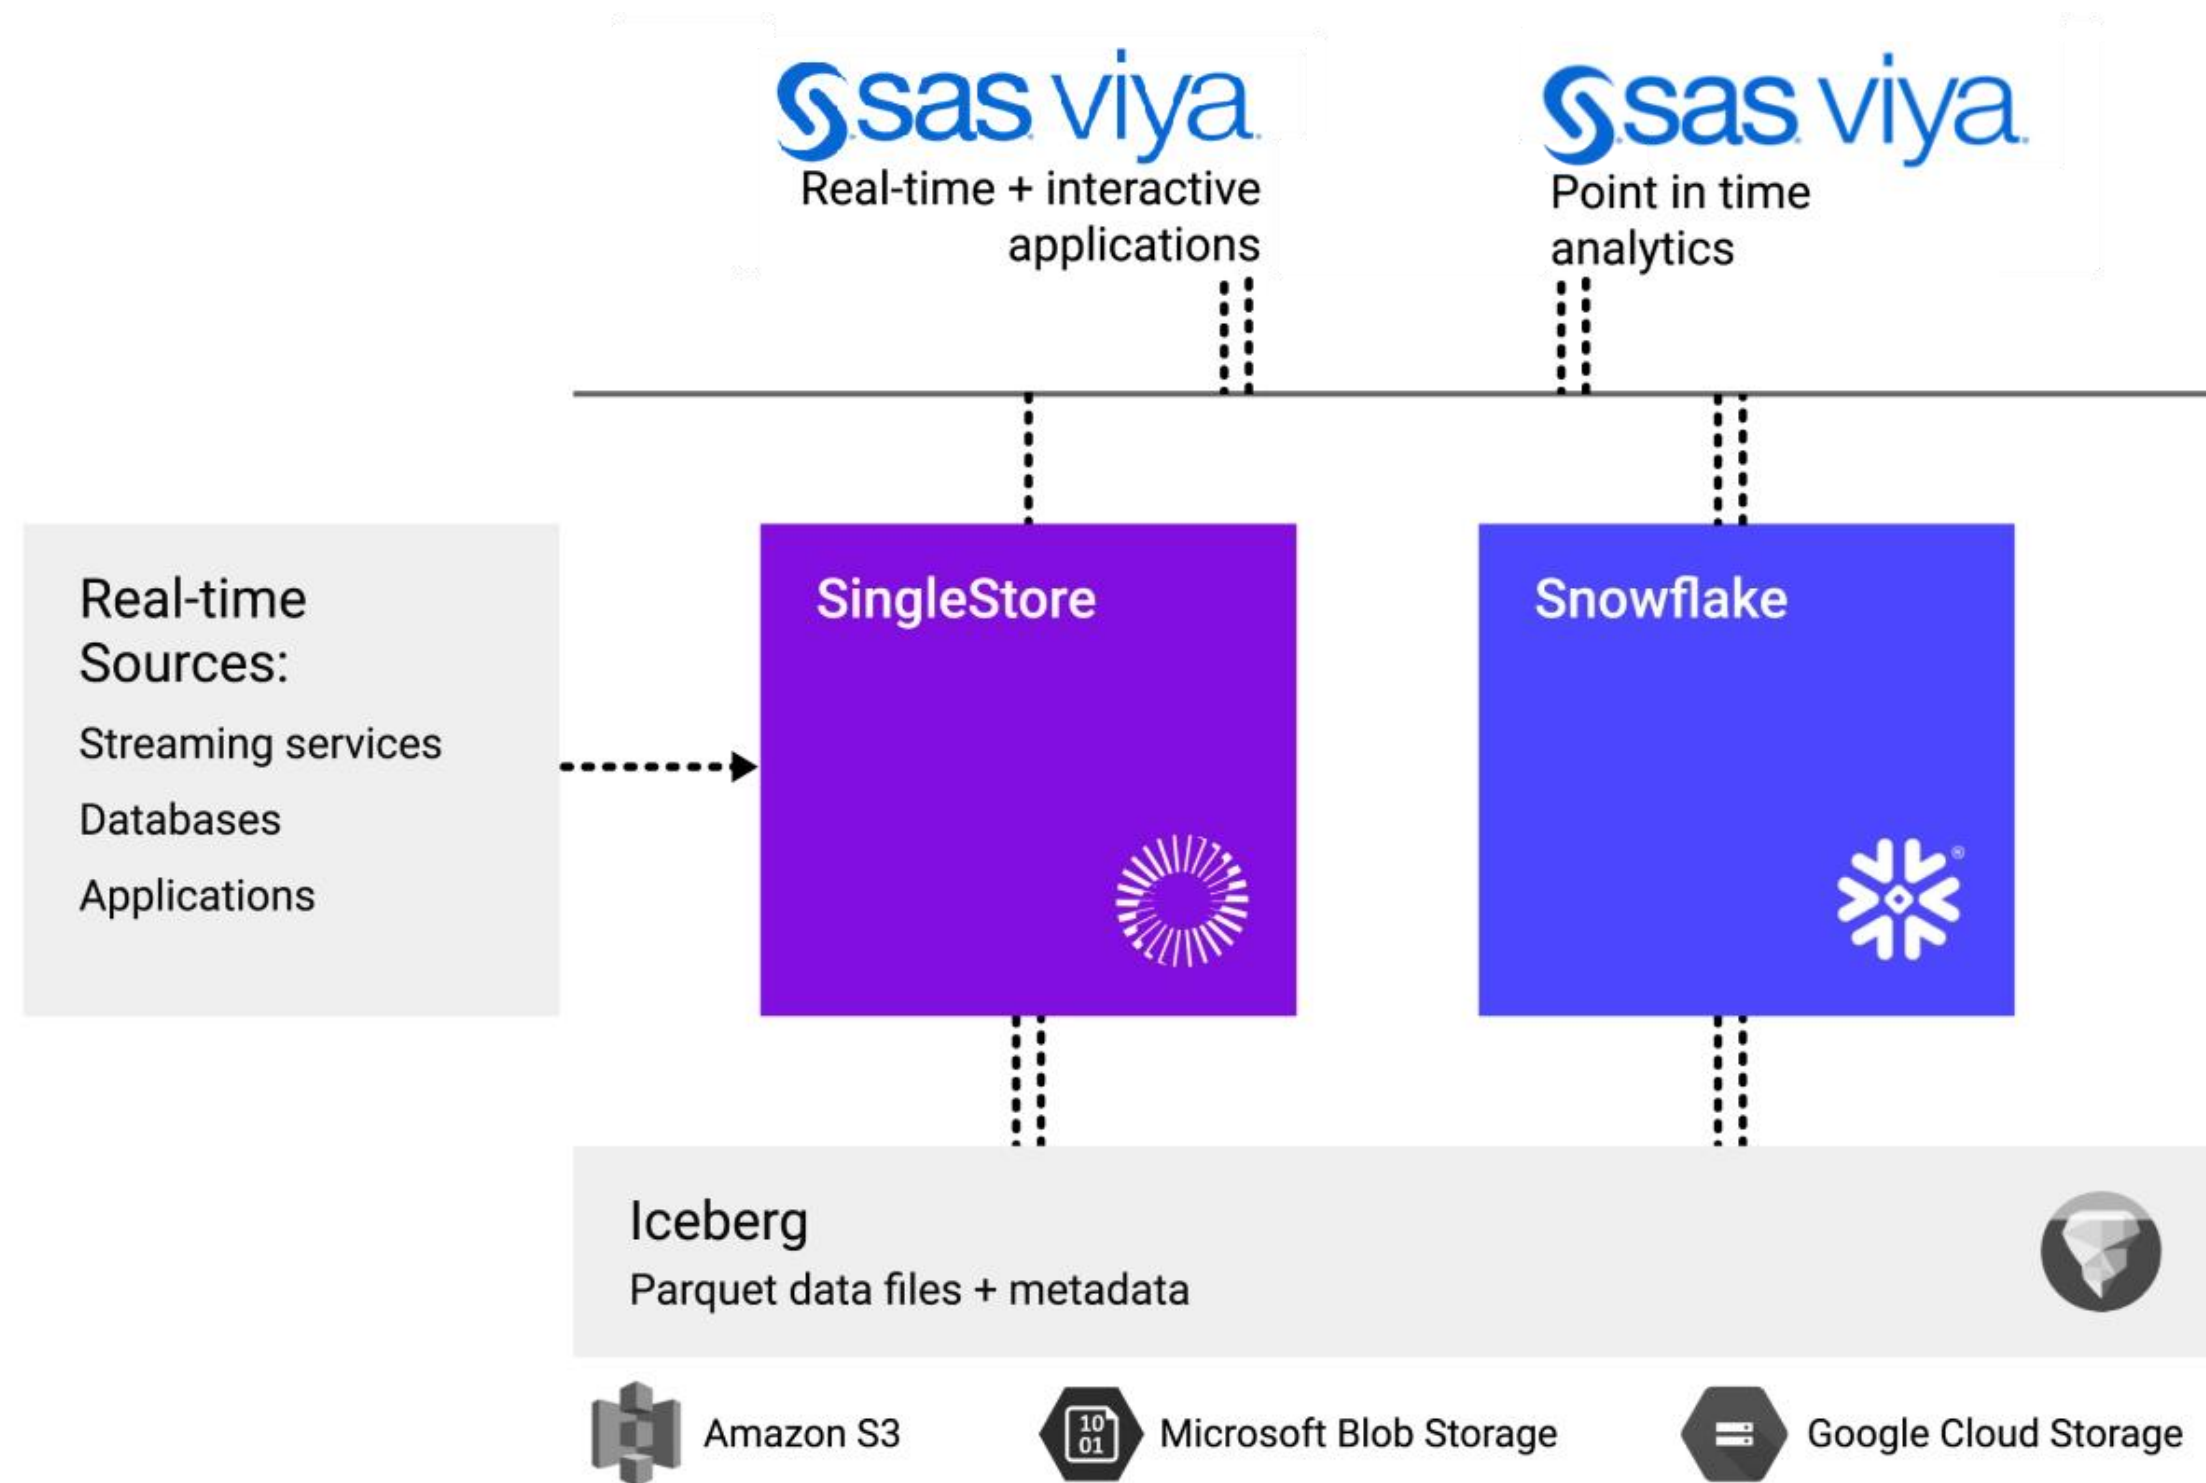 sas viya
Real-time + interactive
applications
sas viya
Point in time
analytics
Real-time
Sources:
Streaming services
Databases
Applications
SingleStore
Snowflake
®
Iceberg
Parquet data files + metadata
Amazon S3
10
01
Microsoft Blob Storage
Google Cloud Storage